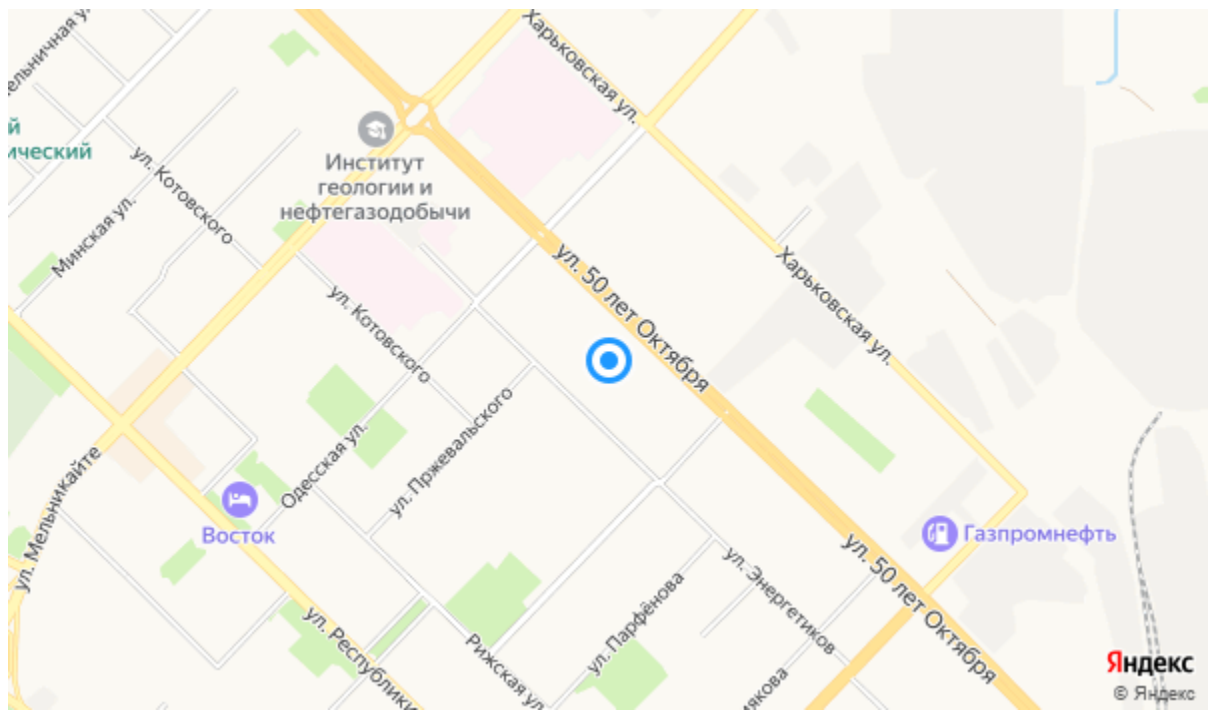 Харьковская ул.
ический
Институт
геологии и
нефтегазодобычи
ул. Котовского
Минская ул.
ул. 50 лет Октября
Харьковская ул.
ул. Котовского
ул. Пржевальского
Одесская ул.
ул. Мельникайте
Восток
Газпромнефть
ул. 50 лет Октября
ул. Энергетиков
ул. Парфёнова
ул. Республики
Рижская ул.
якова
Яндекс
© Яндекс